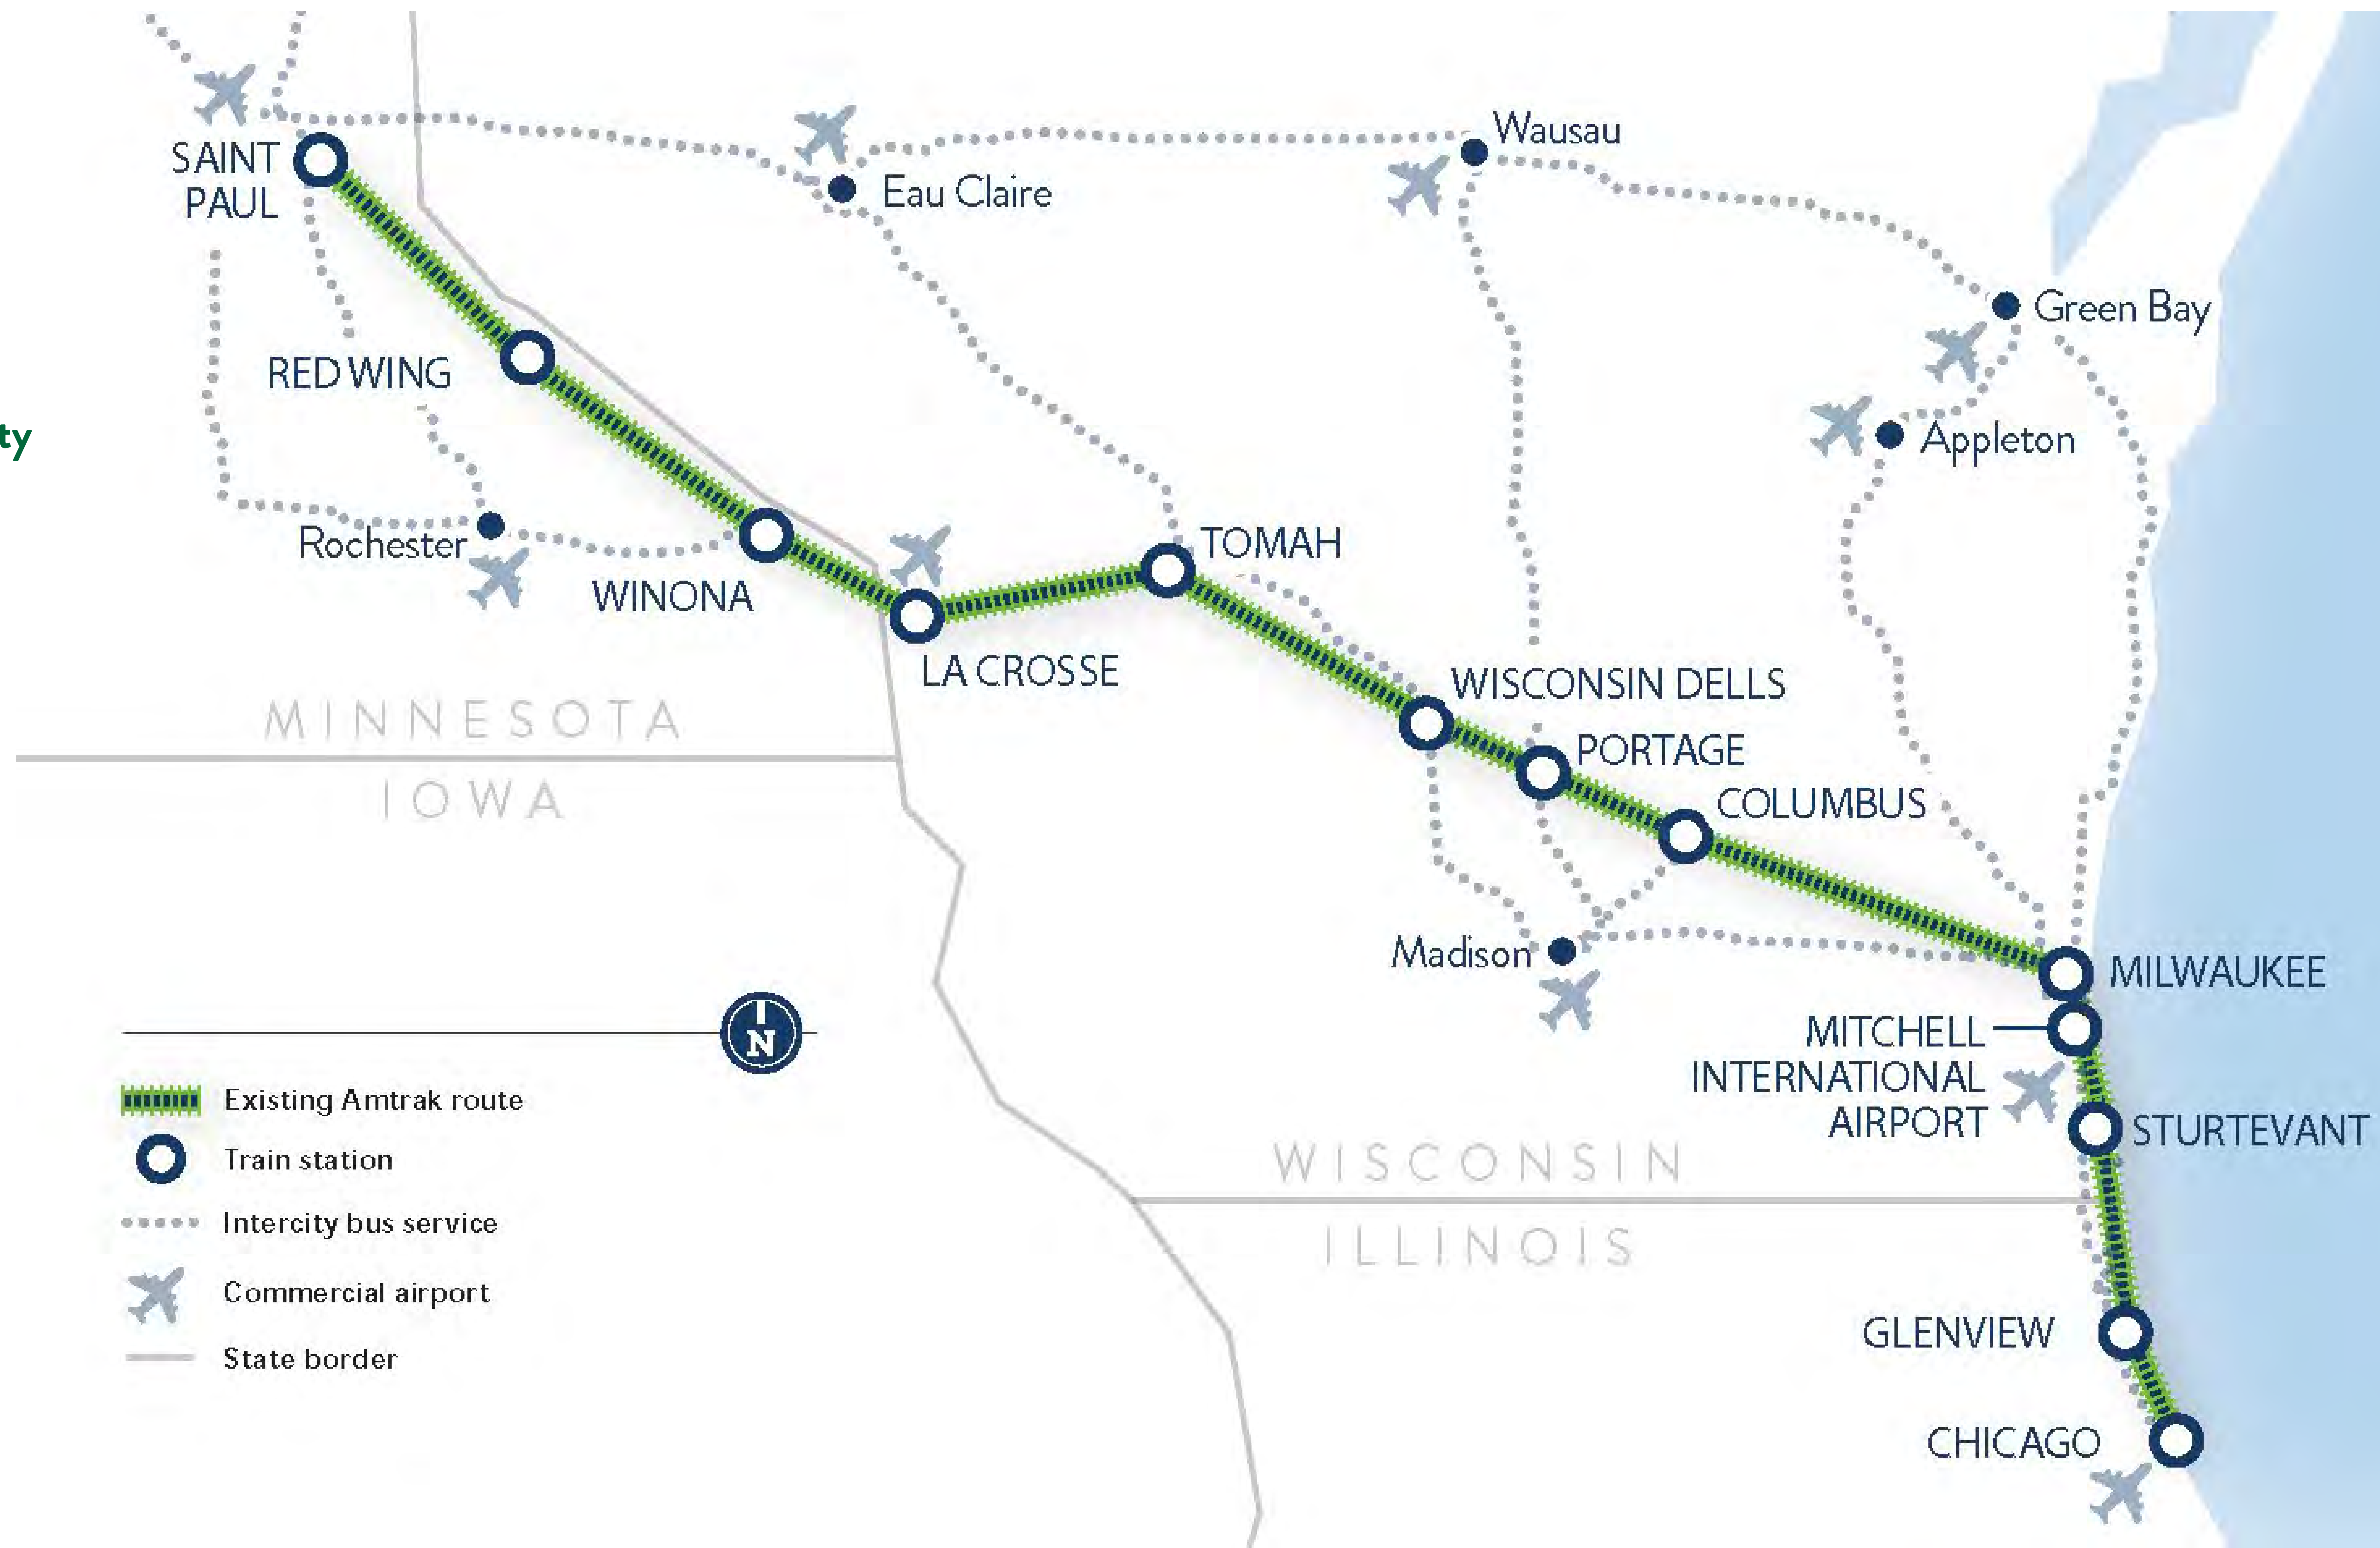 Wausau
SAINT
PAUL
Eau Claire
Green Bay
RED WING
ty
Appleton
Rochester
TOMAH
WINONA
LA CROSSE
WISCONSIN DELLS
MINNESOTA
PORTAGE
IOWA
COLUMBUS
Madison
MILWAUKEE
MITCHELL
INTERNATIONAL
AIRPORT
STURTEVANT
WISCONSIN
ILLINOIS
GLENVIEW
CHICAGO
N
Existing Amtrak route
Train station
Intercity bus service
Commercial airport
State border